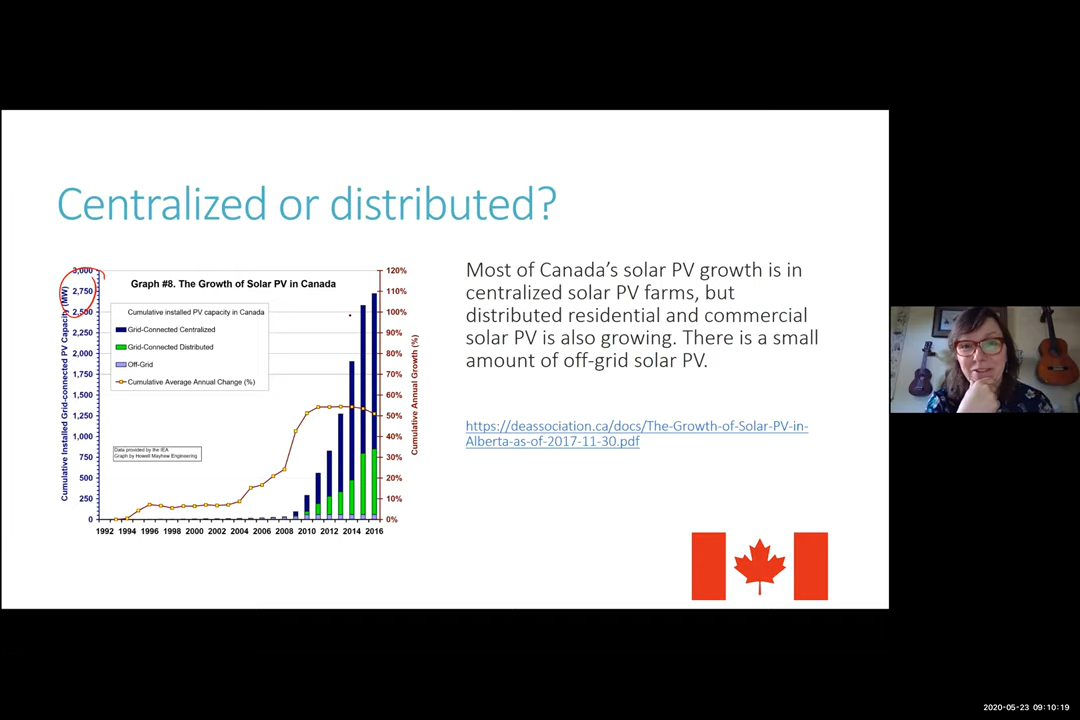 Centralized or distributed?
Graph #8. The Growth of Solar PV in Canada
Cumulative installed PV capacity in Canada
Grid-Connected Centralized
Grid-Connected Distributed
Off-Grid
Cumulative Average Annual Change (%)
Data provided by the IEA
Graph by Howell Mayhew Engineering
Cumulative Installed Grid-connected PV Capacity (MW)
3,000
2,750
2,500
2,250
2,000
1,750
1,500
1,250
1,000
750
500
250
0
120%
110%
100%
90%
80%
70%
60%
50%
40%
30%
20%
10%
0%
Cumulative Annual Growth (%)
1992 1994 1996 1998 2000 2002 2004 2006 2008 2010 2012 2014 2016
Most of Canada’s solar PV growth is in
centralized solar PV farms, but
distributed residential and commercial
solar PV is also growing. There is a small
amount of off-grid solar PV.
https://deassociation.ca/docs/The-Growth-of-Solar-PV-in-
Alberta-as-of-2017-11-30.pdf
2020-05-23 09:10:19